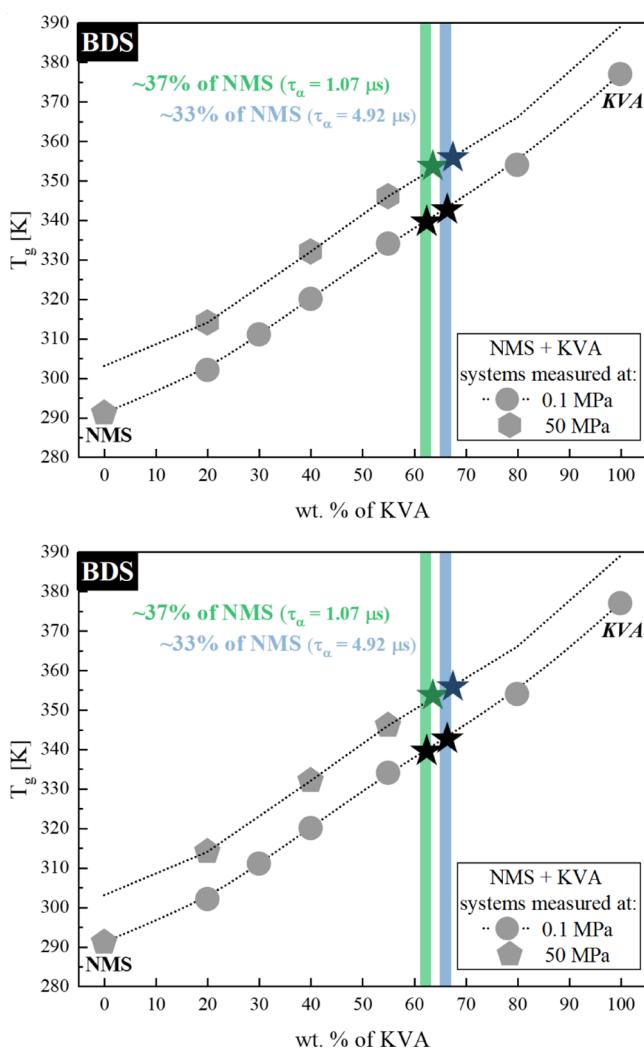 390
BDS
380
~37% of NMS (τα = 1.07 μs)
370
KVA
~33% of NMS (τα = 4.92 μs)
360
350
Tg [K]
340
330
320
310
NMS + KVA
systems measured at:
300
0.1 MPa
290
50 MPa
NMS
280
0 10 20 30 40 50 60 70 80 90 100
wt. % of KVA
390
BDS
380
~37% of NMS (τα = 1.07 μs)
370
KVA
~33% of NMS (τα = 4.92 μs)
360
350
Tg [K]
340
330
320
310
NMS + KVA
systems measured at:
300
0.1 MPa
290
50 MPa
NMS
280
0 10 20 30 40 50 60 70 80 90 100
wt. % of KVA